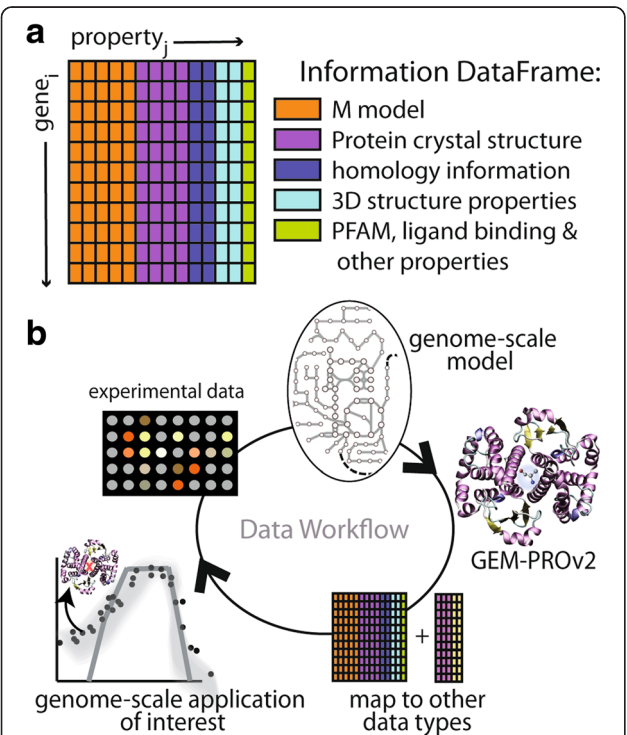 a
property_j
gene_i
Information DataFrame:
M model
Protein crystal structure
homology information
3D structure properties
PFAM, ligand binding &
other properties
b
genome-scale
model
experimental data
Data Workflow
GEM-PROv2
X
+
genome-scale application
of interest
map to other
data types